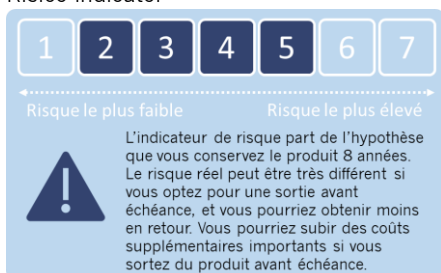 Risico-indicator
1 2 3 4 5 6 7
Risque le plus faible Risque le plus élevé
L'indicateur de risque part de l'hypothèse
que vous conservez le produit 8 années.
Le risque réel peut être très différent si
vous optez pour une sortie avant
échéance, et vous pourriez obtenir moins
en retour. Vous pourriez subir des coûts
supplémentaires importants si vous
sortez du produit avant échéance.